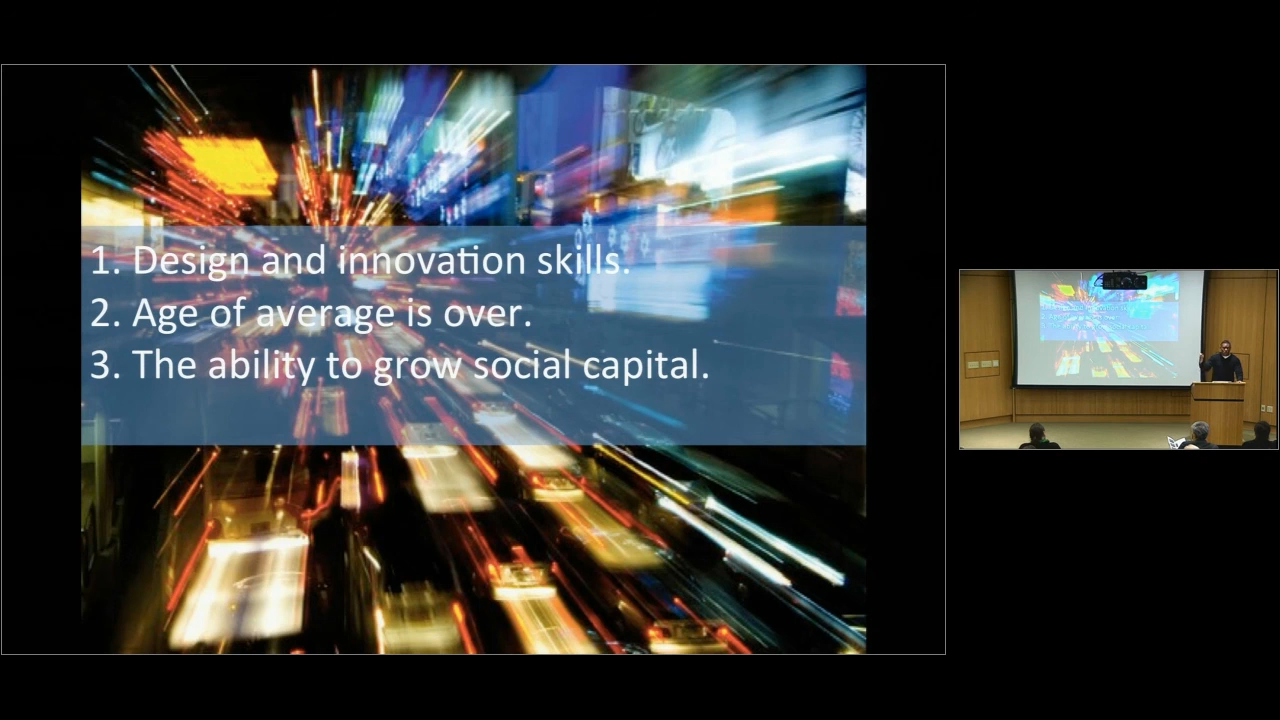 1. Design and innovation skills.
2. Age of average is over.
3. The ability to grow social capital.